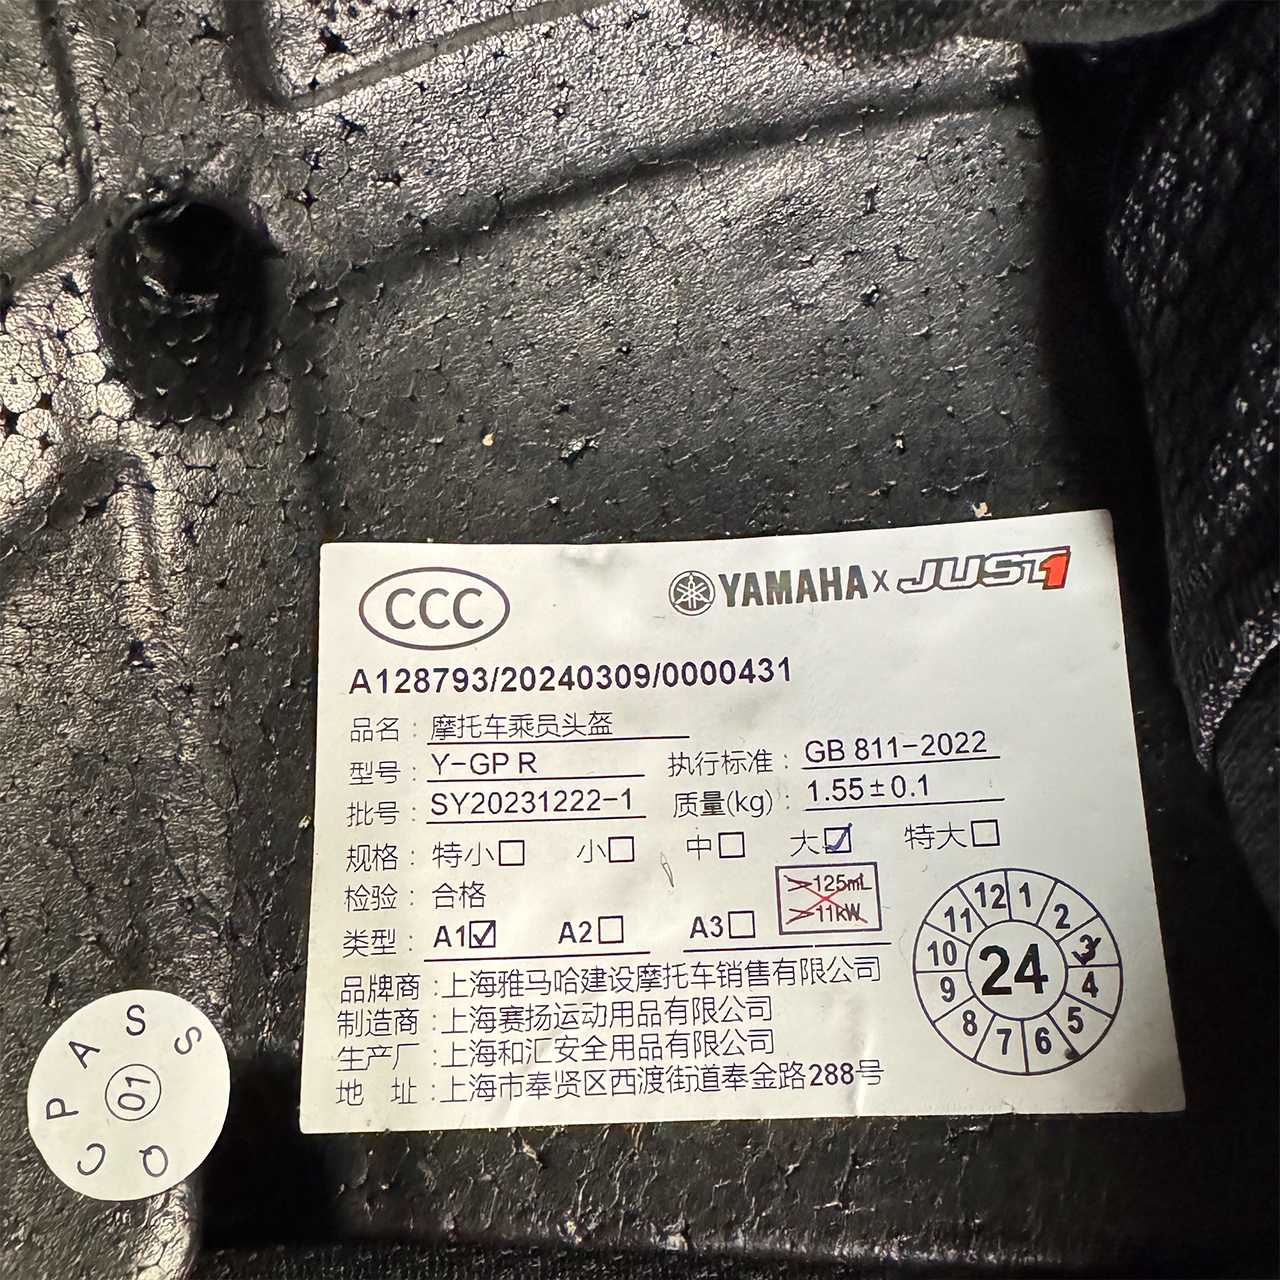 CCC
YAMAHA x JUST1
A128793/20240309/0000431
品名：摩托车乘员头盔
型号：Y-GP R 执行标准：GB 811-2022
批号：SY20231222-1 质量(kg)：1.55±0.1
规格：特小□ 小□ 中□ 大☑ 特大□
检验：合格
>125mL
>11kW
类型：A1☑ A2□ A3□
品牌商：上海雅马哈建设摩托车销售有限公司
制造商：上海赛扬运动用品有限公司
生产厂：上海和汇安全用品有限公司
地 址：上海市奉贤区西渡街道奉金路288号
24
1 2 3 4 5 6 7 8 9 10 11 12
QC PASS
01